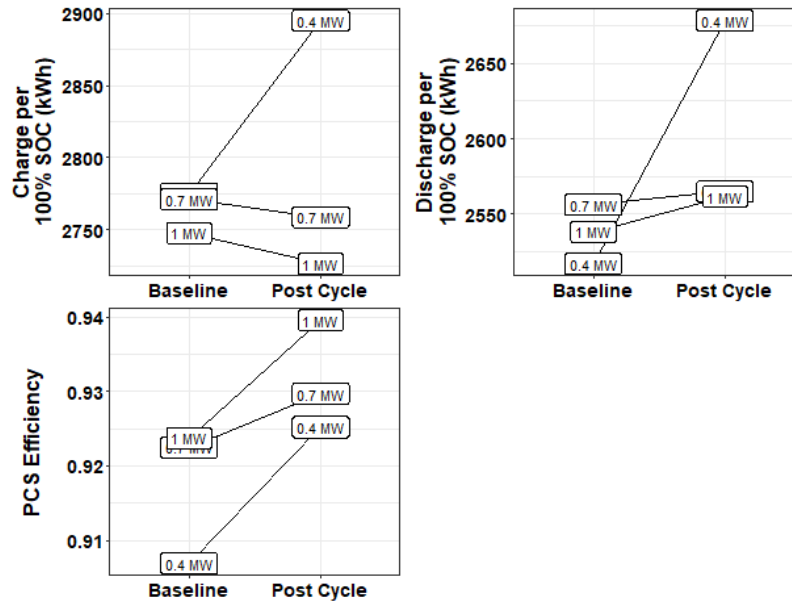 Charge per
100% SOC (kWh)
2900
2850
2800
2750
0.4 MW
0.7 MW
0.7 MW
1 MW
1 MW
Baseline Post Cycle
Discharge per
100% SOC (kWh)
2650
2600
2550
0.4 MW
0.7 MW
1 MW
1 MW
0.4 MW
Baseline Post Cycle
PCS Efficiency
0.94
0.93
0.92
0.91
1 MW
0.7 MW
1 MW
0.7 MW
0.4 MW
0.4 MW
Baseline Post Cycle